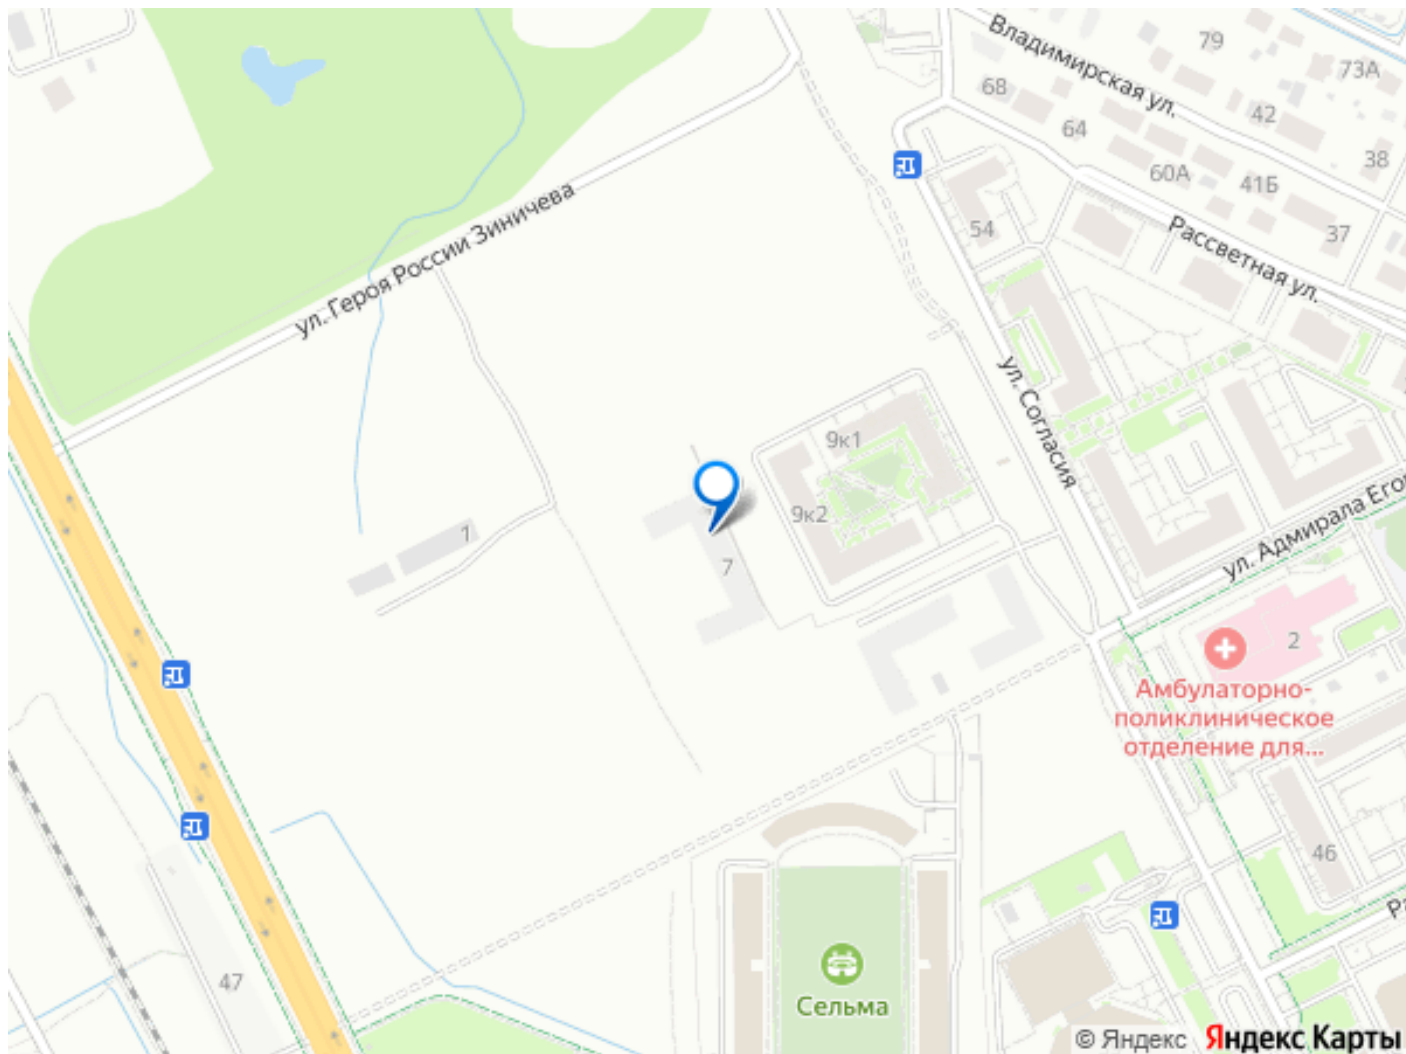 Владимирская ул.
79
73А
68
42
64
38
60А
41Б
37
54
Рассветная ул.
ул. Героя России Зиничева
ул. Согласия
9к1
9к2
ул. Адмирала Его
1
7
2
Амбулаторно-
поликлиническое
отделение для...
46
Ра
47
Сельма
© Яндекс Яндекс Карты